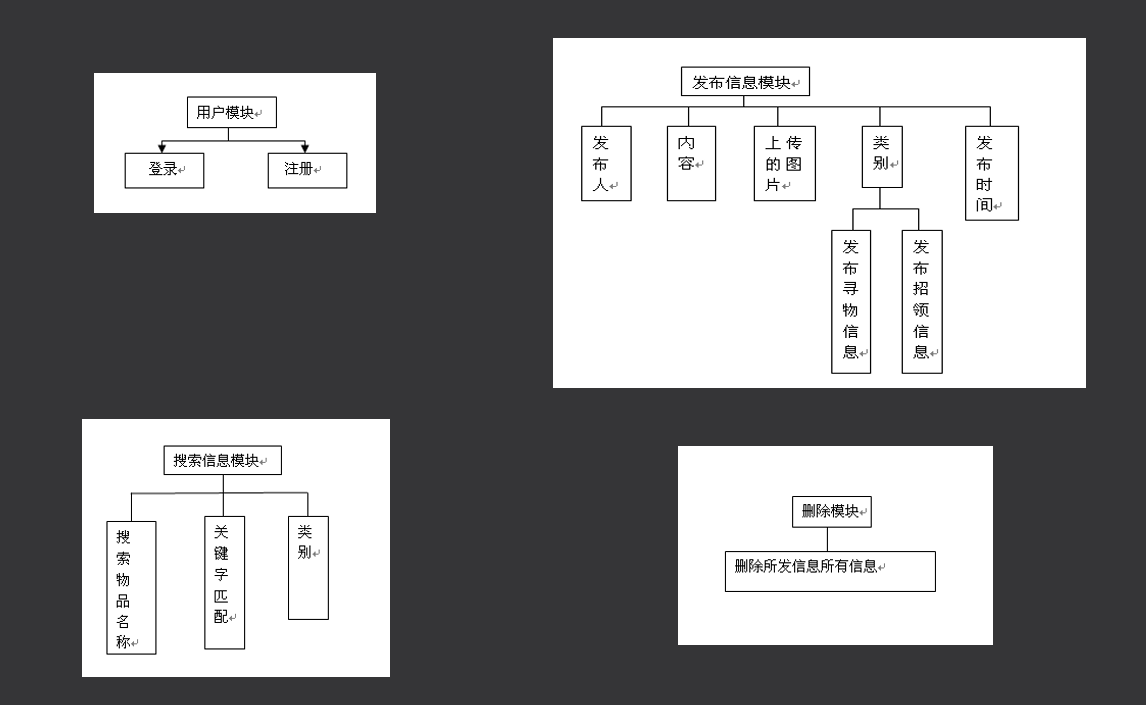 用户模块
登录
注册
发布信息模块
发
布
人
内
容
上传
的图
片
类
别
发
布
时
间
发
布
寻
物
信
息
发
布
招
领
信
息
搜索信息模块
搜
索
物
品
名
称
关
键
字
匹
配
类
别
删除模块
删除所发信息所有信息